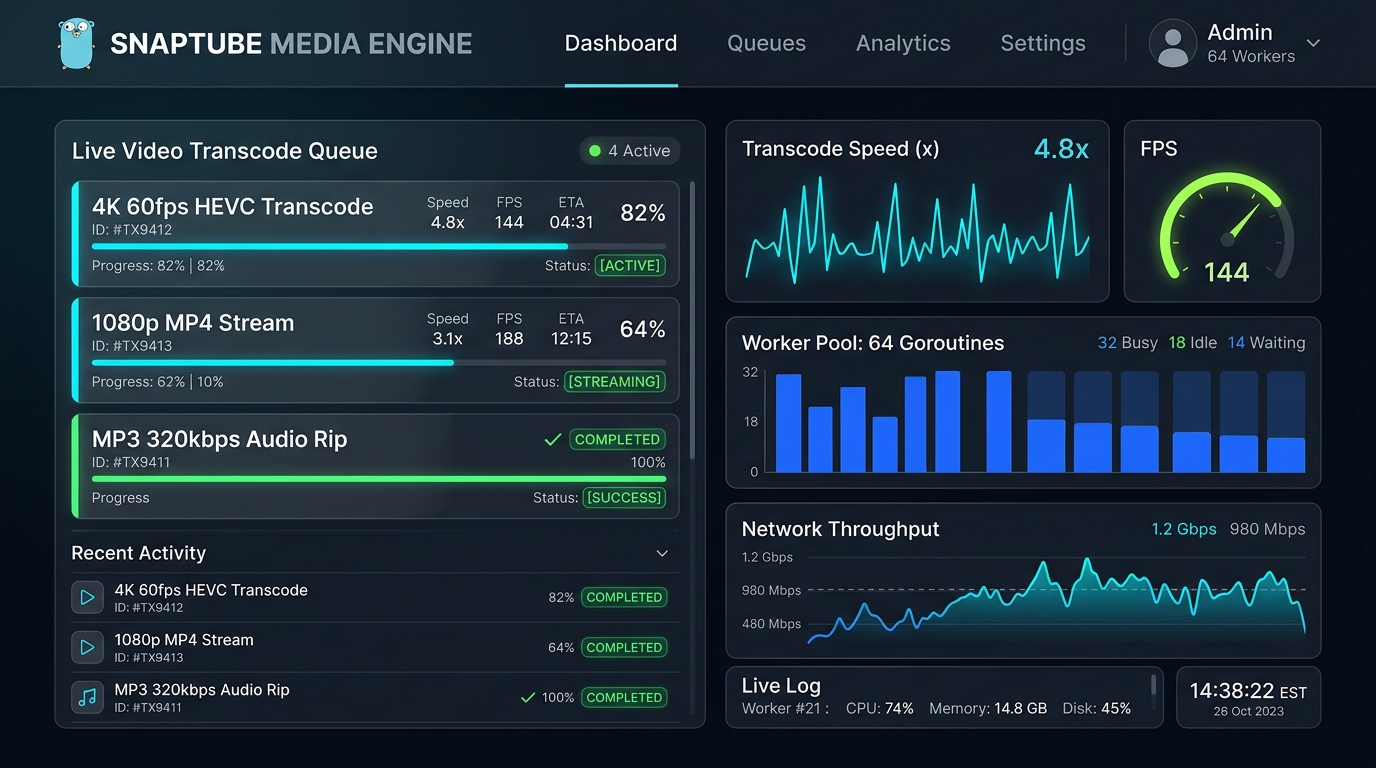 SNAPTUBE MEDIA ENGINE
Dashboard
Queues
Analytics
Settings
Admin
64 Workers
Live Video Transcode Queue
4 Active
4K 60fps HEVC Transcode
ID: #TX9412
Speed
4.8x
FPS
144
ETA
04:31
82%
Progress: 82% | 82%
Status: [ACTIVE]
1080p MP4 Stream
ID: #TX9413
Speed
3.1x
FPS
188
ETA
12:15
64%
Progress: 62% | 10%
Status: [STREAMING]
MP3 320kbps Audio Rip
ID: #TX9411
COMPLETED
100%
Progress
Status: [SUCCESS]
Recent Activity
4K 60fps HEVC Transcode
ID: #TX9412
82% COMPLETED
1080p MP4 Stream
ID: #TX9413
64% COMPLETED
MP3 320kbps Audio Rip
ID: #TX9411
100% COMPLETED
Transcode Speed (x)
4.8x
FPS
144
Worker Pool: 64 Goroutines
32 Busy 18 Idle 14 Waiting
32
18
0
Network Throughput
1.2 Gbps 980 Mbps
1.2 Gbps
980 Mbps
480 Mbps
Live Log
Worker #21 : CPU: 74% Memory: 14.8 GB Disk: 45%
14:38:22 EST
26 Oct 2023